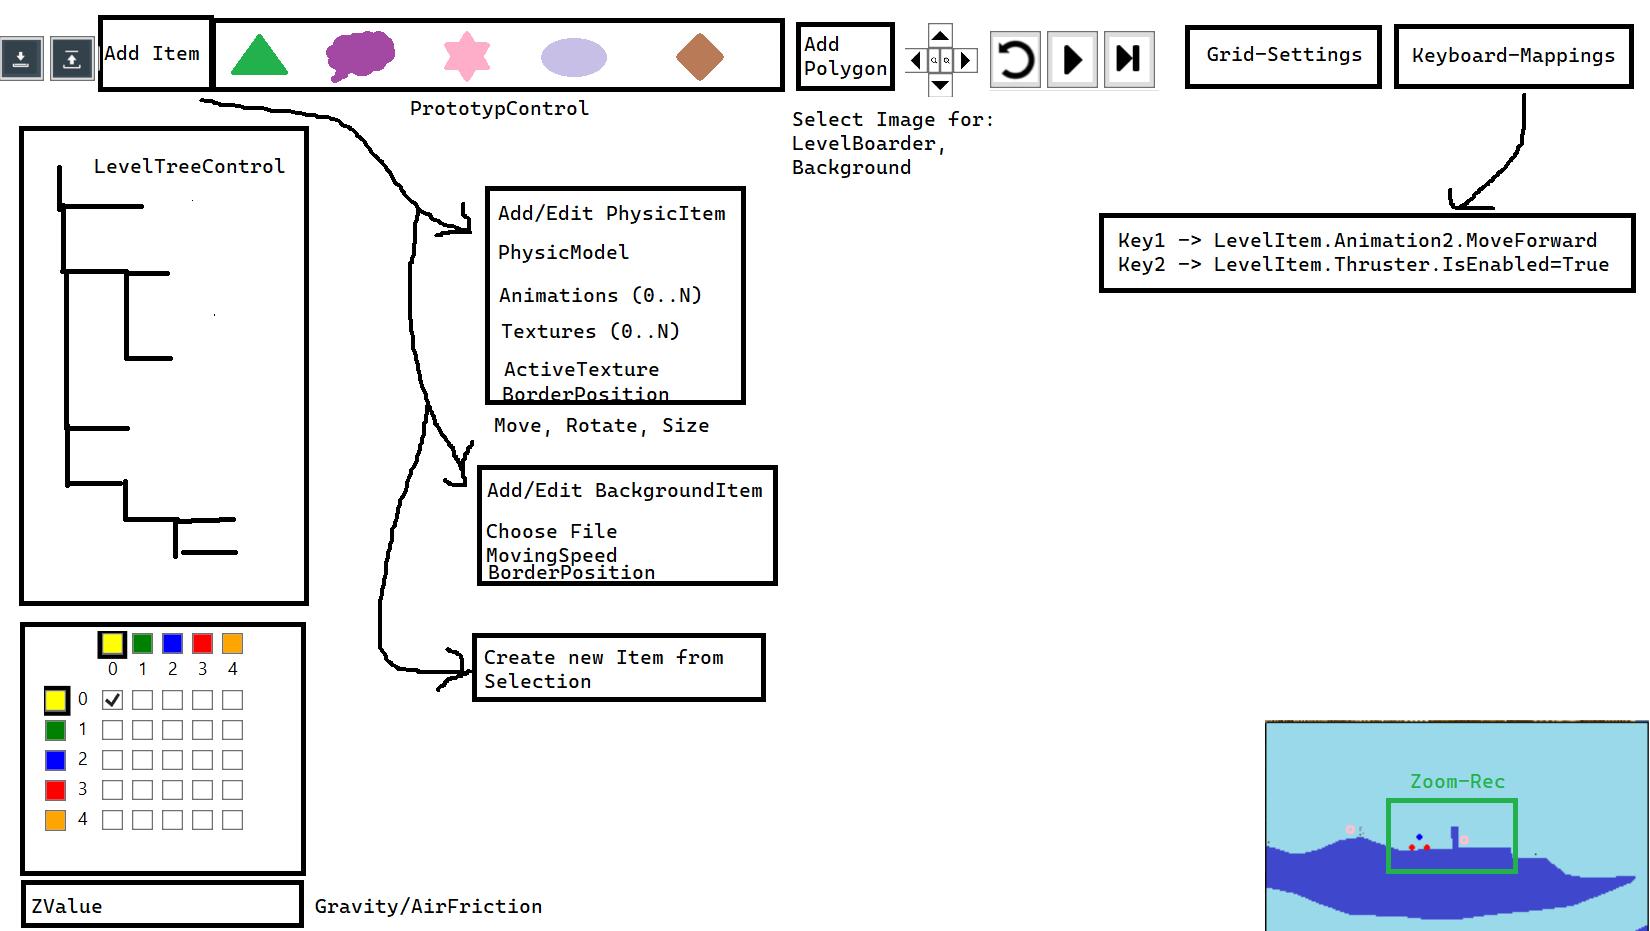 Add Item
Add
Polygon
Grid-Settings
Keyboard-Mappings
PrototypControl
Select Image for:
LevelBoarder,
Background
LevelTreeControl
Add/Edit PhysicItem
PhysicModel
Animations (0..N)
Textures (0..N)
ActiveTexture
BorderPosition
Move, Rotate, Size
Key1 -> LevelItem.Animation2.MoveForward
Key2 -> LevelItem.Thruster.IsEnabled=True
Add/Edit BackgroundItem
Choose File
MovingSpeed
BorderPosition
Create new Item from
Selection
0 1 2 3 4
0
1
2
3
4
ZValue
Gravity/AirFriction
Zoom-Rec